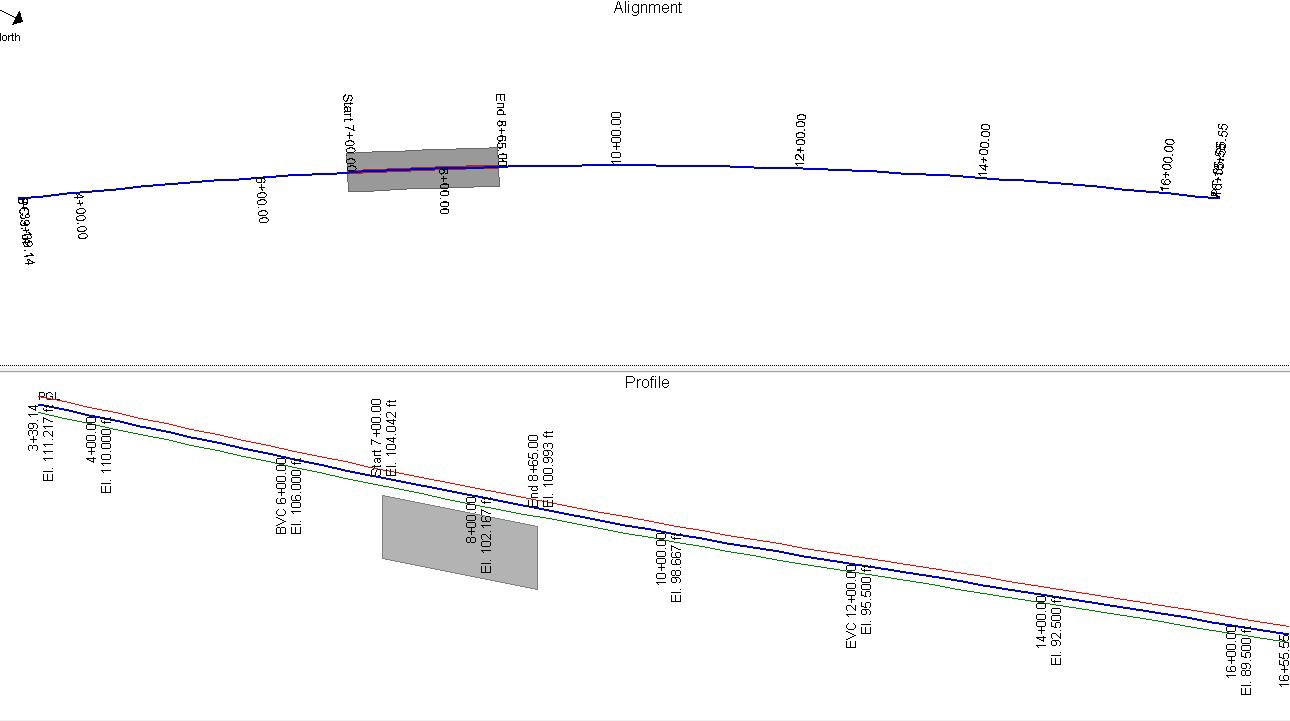 Alignment
orth
Start 7+00.00
End 8+65.00
4+00.00
6+00.00
8+00.00
10+00.00
12+00.00
14+00.00
16+00.00
Profile
PGL
3+39.14
El. 111.217 ft
4+00.00
El. 110.000 ft
BVC 6+00.00
El. 106.000 ft
Start 7+00.00
El. 104.042 ft
8+00.00
El. 102.167 ft
End 8+65.00
El. 100.993 ft
10+00.00
El. 98.667 ft
EVC 12+00.00
El. 95.500 ft
14+00.00
El. 92.500 ft
16+00.00
El. 89.500 ft
16+55.55